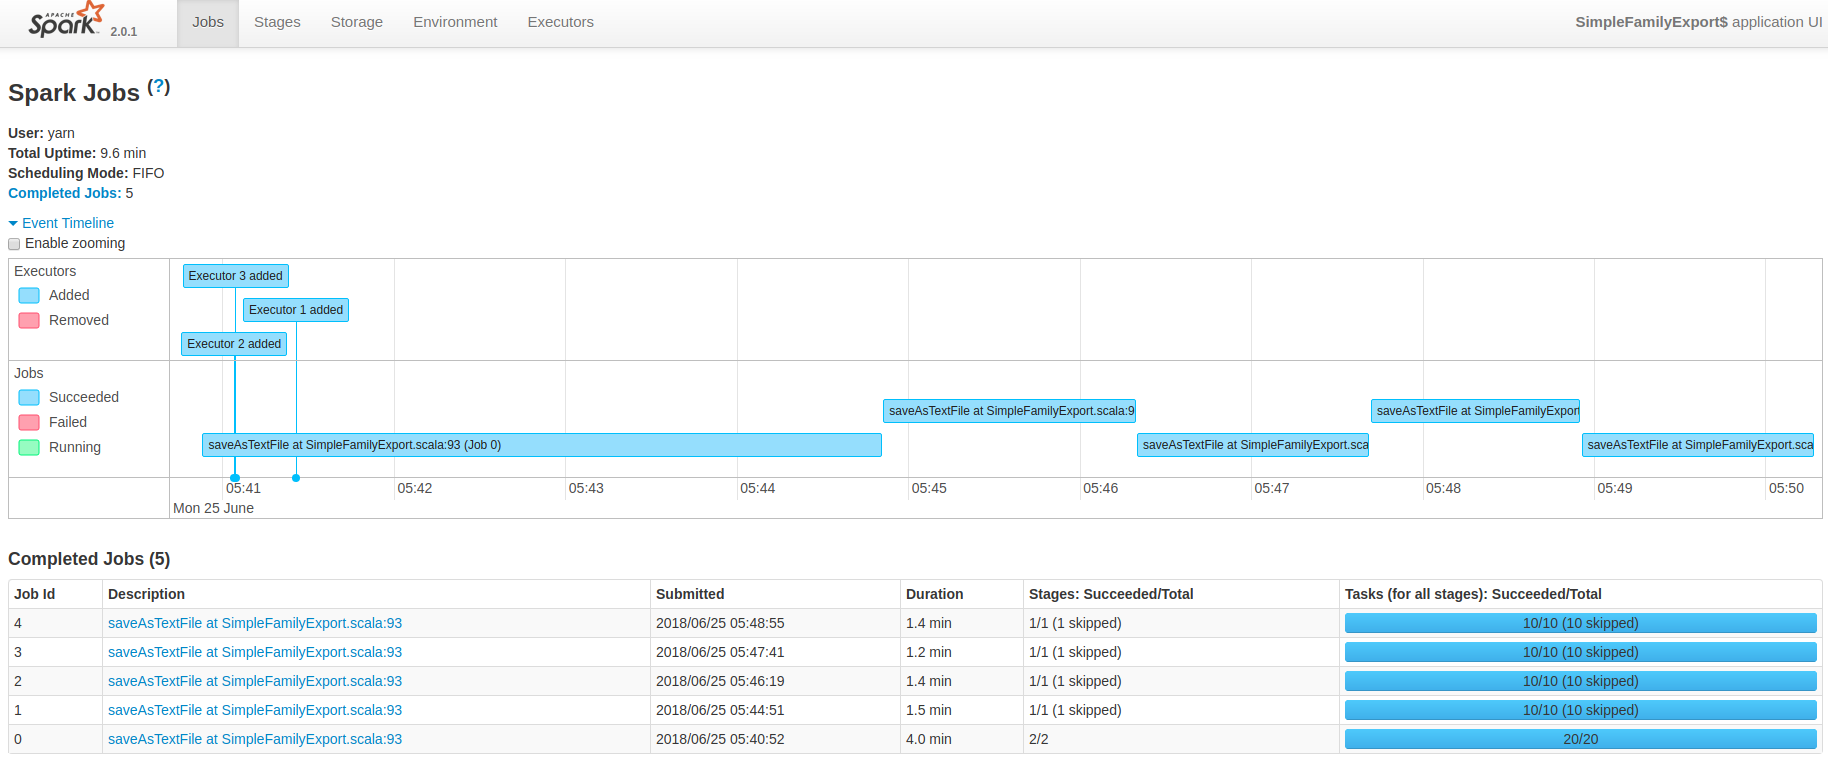 APACHE Spark 2.0.1 Jobs Stages Storage Environment Executors SimpleFamilyExport$ application UI
Spark Jobs (?)
User: yarn
Total Uptime: 9.6 min
Scheduling Mode: FIFO
Completed Jobs: 5
Event Timeline
Enable zooming
Executors
Added
Removed
Executor 3 added
Executor 1 added
Executor 2 added
Jobs
Succeeded
Failed
Running
saveAsTextFile at SimpleFamilyExport.scala:9
saveAsTextFile at SimpleFamilyExport
saveAsTextFile at SimpleFamilyExport.scala:93 (Job 0)
saveAsTextFile at SimpleFamilyExport.sca
saveAsTextFile at SimpleFamilyExport.sca
05:41 05:42 05:43 05:44 05:45 05:46 05:47 05:48 05:49 05:50
Mon 25 June
Completed Jobs (5)
Job Id Description Submitted Duration Stages: Succeeded/Total Tasks (for all stages): Succeeded/Total
4 saveAsTextFile at SimpleFamilyExport.scala:93 2018/06/25 05:48:55 1.4 min 1/1 (1 skipped) 10/10 (10 skipped)
3 saveAsTextFile at SimpleFamilyExport.scala:93 2018/06/25 05:47:41 1.2 min 1/1 (1 skipped) 10/10 (10 skipped)
2 saveAsTextFile at SimpleFamilyExport.scala:93 2018/06/25 05:46:19 1.4 min 1/1 (1 skipped) 10/10 (10 skipped)
1 saveAsTextFile at SimpleFamilyExport.scala:93 2018/06/25 05:44:51 1.5 min 1/1 (1 skipped) 10/10 (10 skipped)
0 saveAsTextFile at SimpleFamilyExport.scala:93 2018/06/25 05:40:52 4.0 min 2/2 20/20